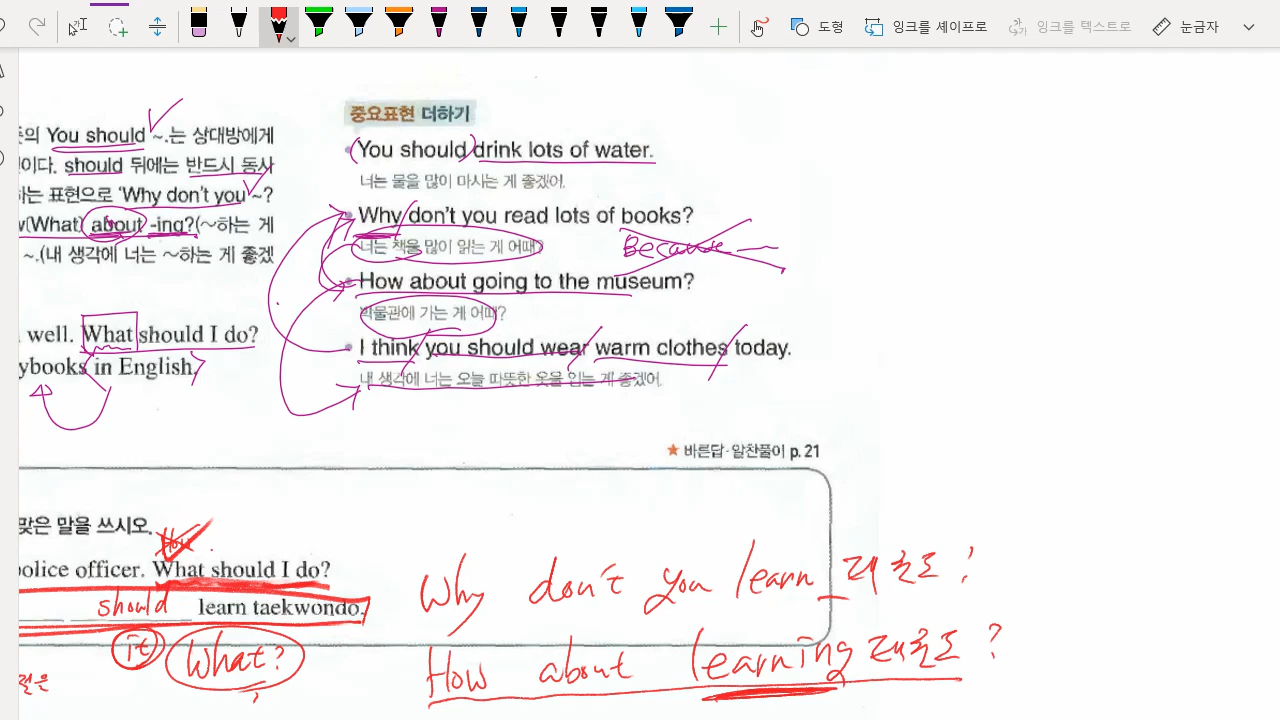 도형 잉크를 셰이프로 잉크를 텍스트로 눈금자
의 You should ~.는 상대방에게
이다. should 뒤에는 반드시 동사
하는 표현으로 'Why don't you ~?
(What) about -ing?(~하는 게
~.(내 생각에 너는 ~하는 게 좋겠
well. What should I do?
ybooks in English.
중요표현 더하기
You should drink lots of water.
너는 물을 많이 마시는 게 좋겠어.
Why don't you read lots of books?
너는 책을 많이 읽는 게 어때?
Because
How about going to the museum?
박물관에 가는 게 어때?
I think you should wear warm clothes today.
내 생각에 너는 오늘 따뜻한 옷을 입는 게 좋겠어.
★ 바른답·알찬풀이 p. 21
맞은 말을 쓰시오.
How
police officer. What should I do?
should learn taekwondo.
it What?
Why don't you learn 태권도?
How about learning 태권도?